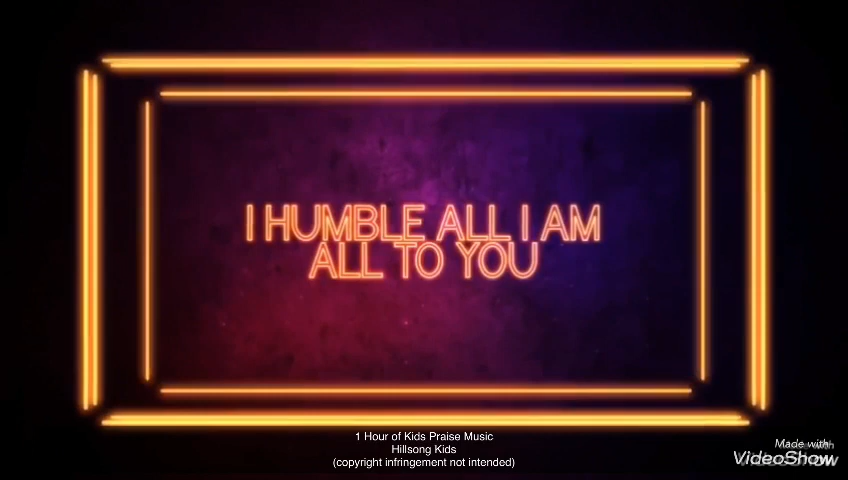 I HUMBLE ALL I AM
ALL TO YOU
1 Hour of Kids Praise Music
Hillsong Kids
(copyright infringement not intended)
Made with
VideoShow